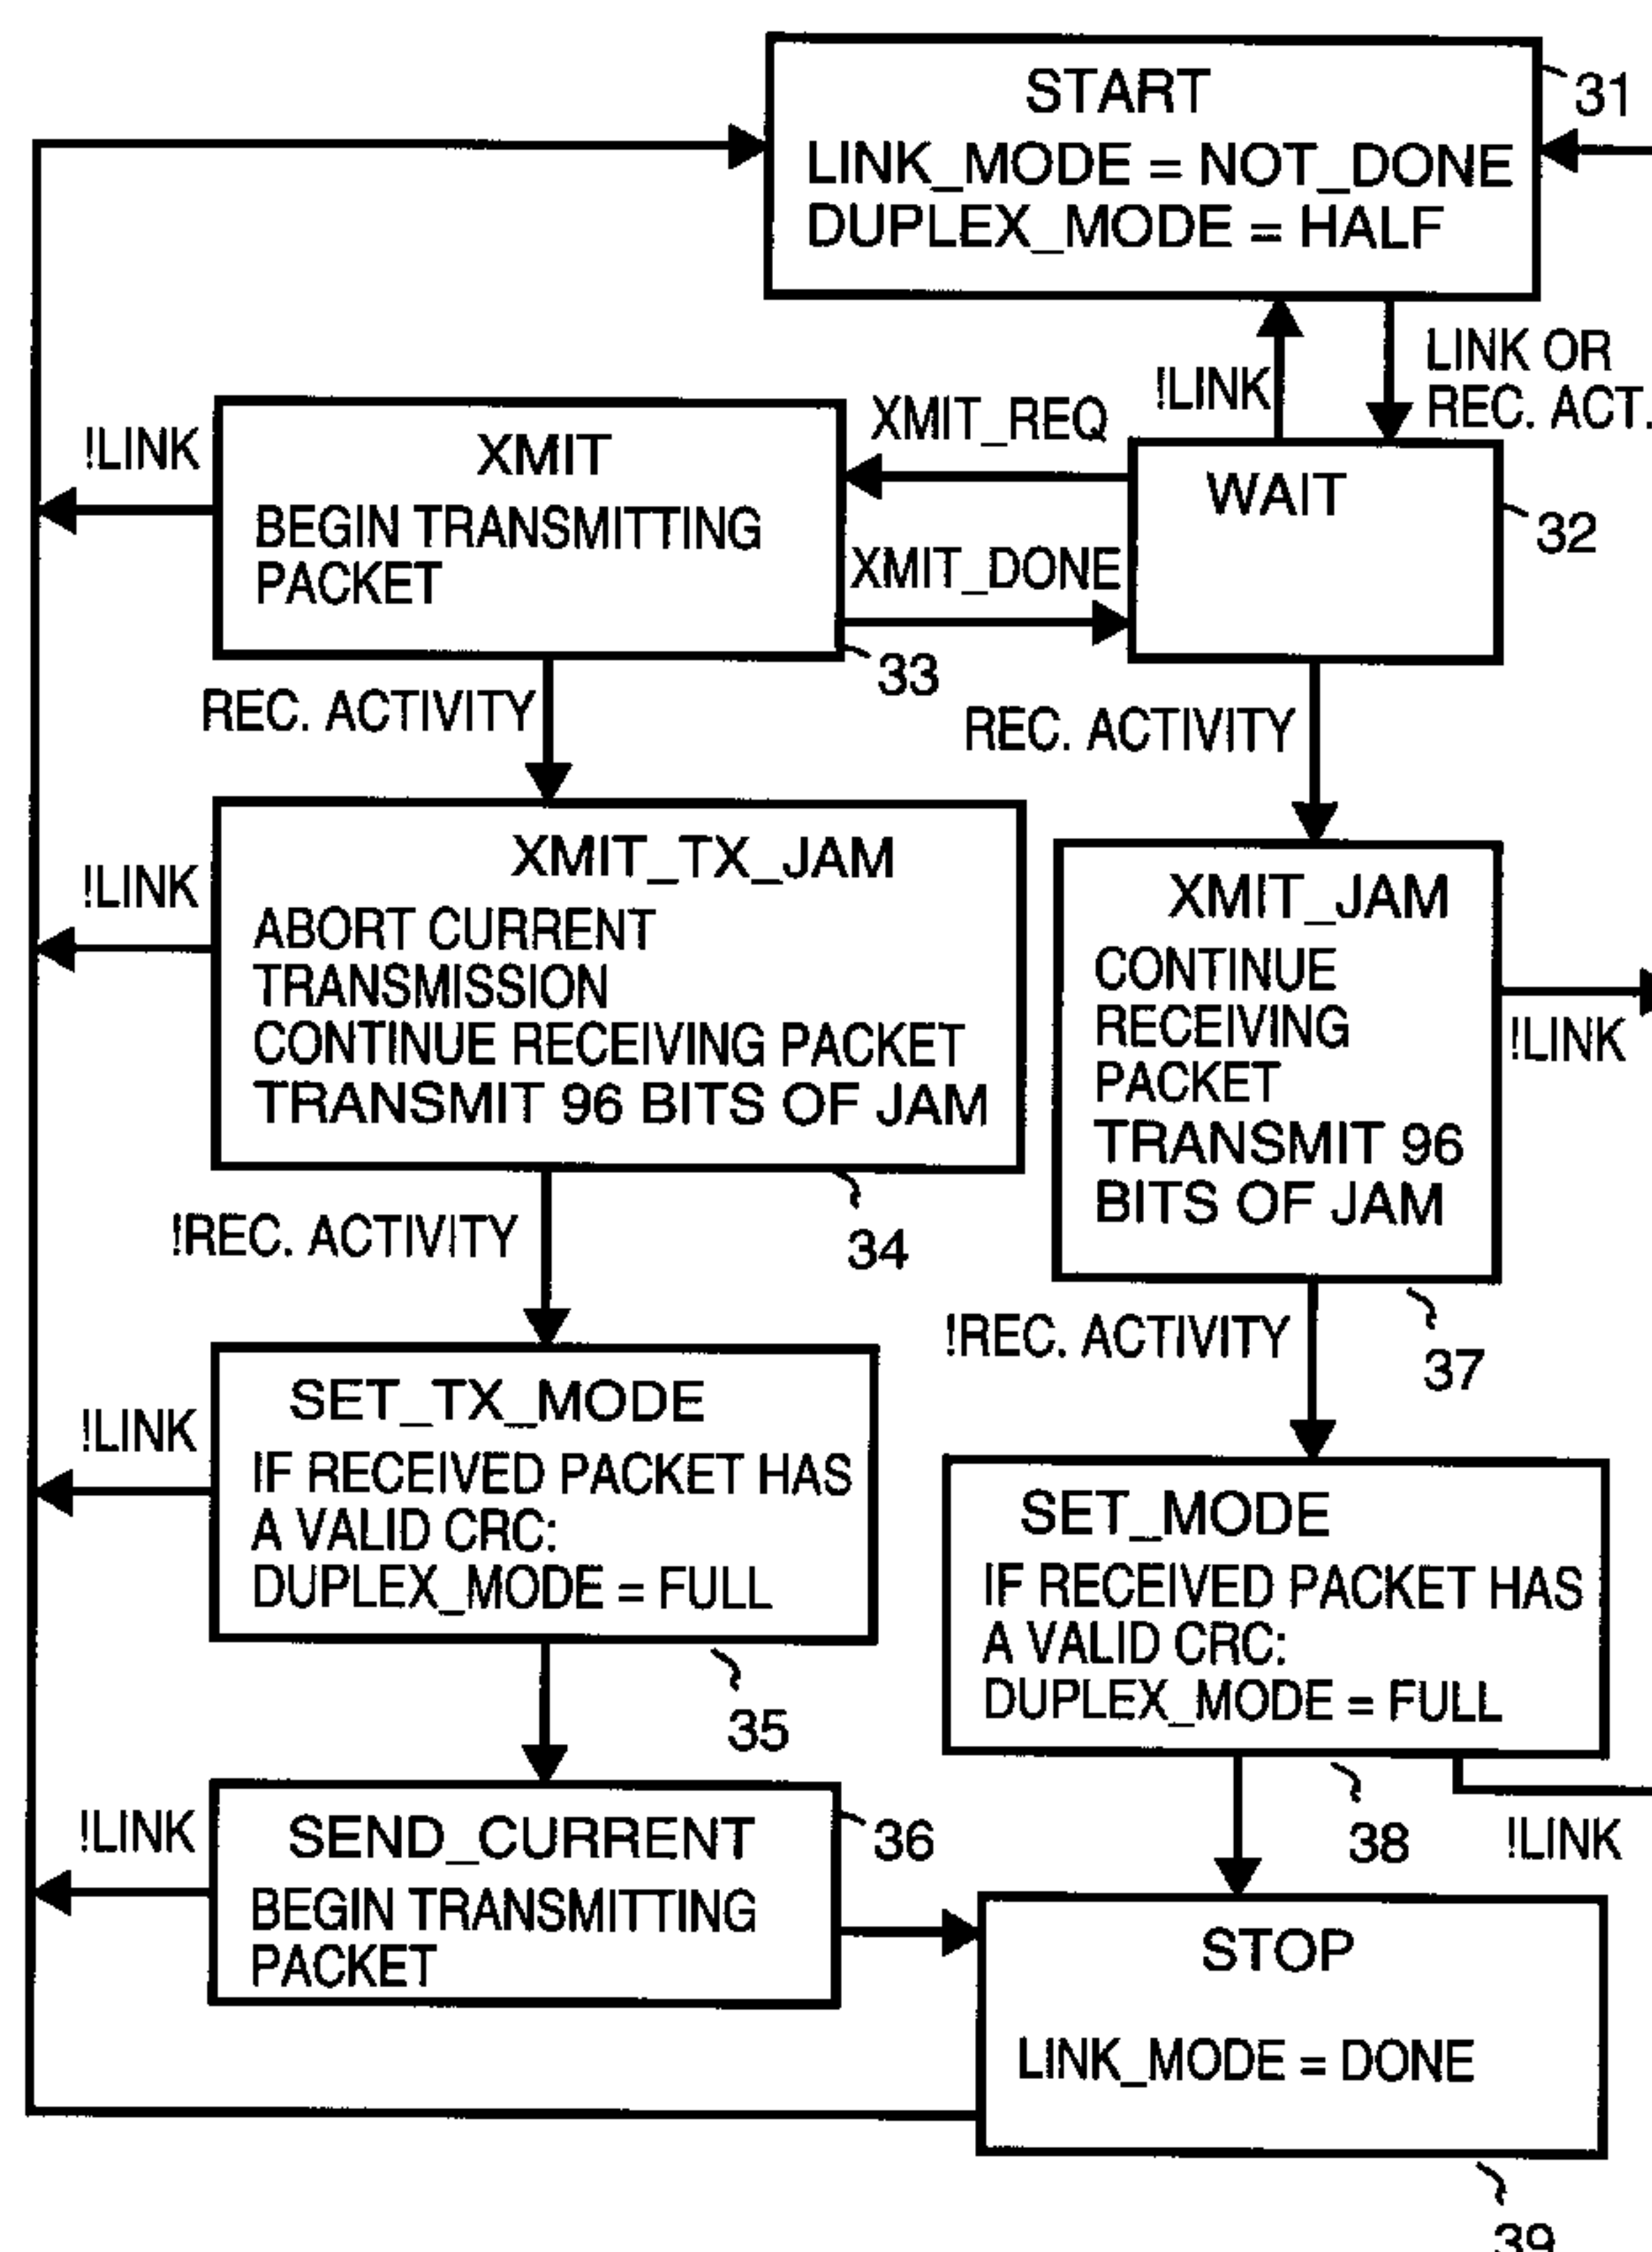 START
31
LINK_MODE = NOT_DONE
DUPLEX_MODE = HALF
!LINK
LINK OR
REC. ACT.
XMIT_REQ
!LINK
XMIT
BEGIN TRANSMITTING
PACKET
XMIT_DONE
WAIT
32
33
REC. ACTIVITY
REC. ACTIVITY
!LINK
XMIT_TX_JAM
ABORT CURRENT
TRANSMISSION
CONTINUE RECEIVING PACKET
TRANSMIT 96 BITS OF JAM
34
XMIT_JAM
CONTINUE
RECEIVING
PACKET
TRANSMIT 96
BITS OF JAM
!LINK
37
!REC. ACTIVITY
!REC. ACTIVITY
!LINK
SET_TX_MODE
IF RECEIVED PACKET HAS
A VALID CRC:
DUPLEX_MODE = FULL
35
SET_MODE
IF RECEIVED PACKET HAS
A VALID CRC:
DUPLEX_MODE = FULL
38
!LINK
!LINK
SEND_CURRENT
36
BEGIN TRANSMITTING
PACKET
STOP
LINK_MODE = DONE
39